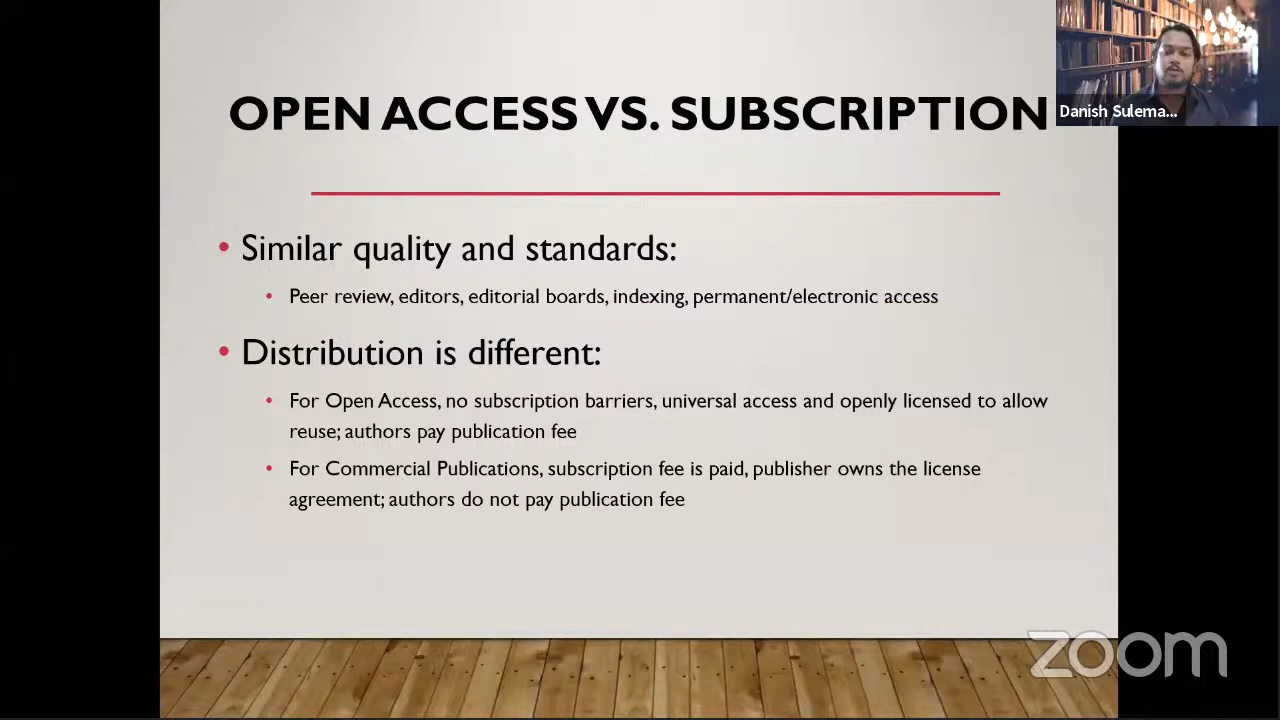 OPEN ACCESS VS. SUBSCRIPTION
Danish Sulema...
• Similar quality and standards:
• Peer review, editors, editorial boards, indexing, permanent/electronic access
• Distribution is different:
• For Open Access, no subscription barriers, universal access and openly licensed to allow
reuse; authors pay publication fee
• For Commercial Publications, subscription fee is paid, publisher owns the license
agreement; authors do not pay publication fee
zoom